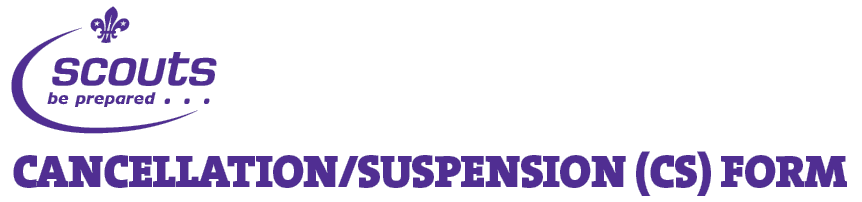 scouts
be prepared . . .
CANCELLATION/SUSPENSION (CS) FORM